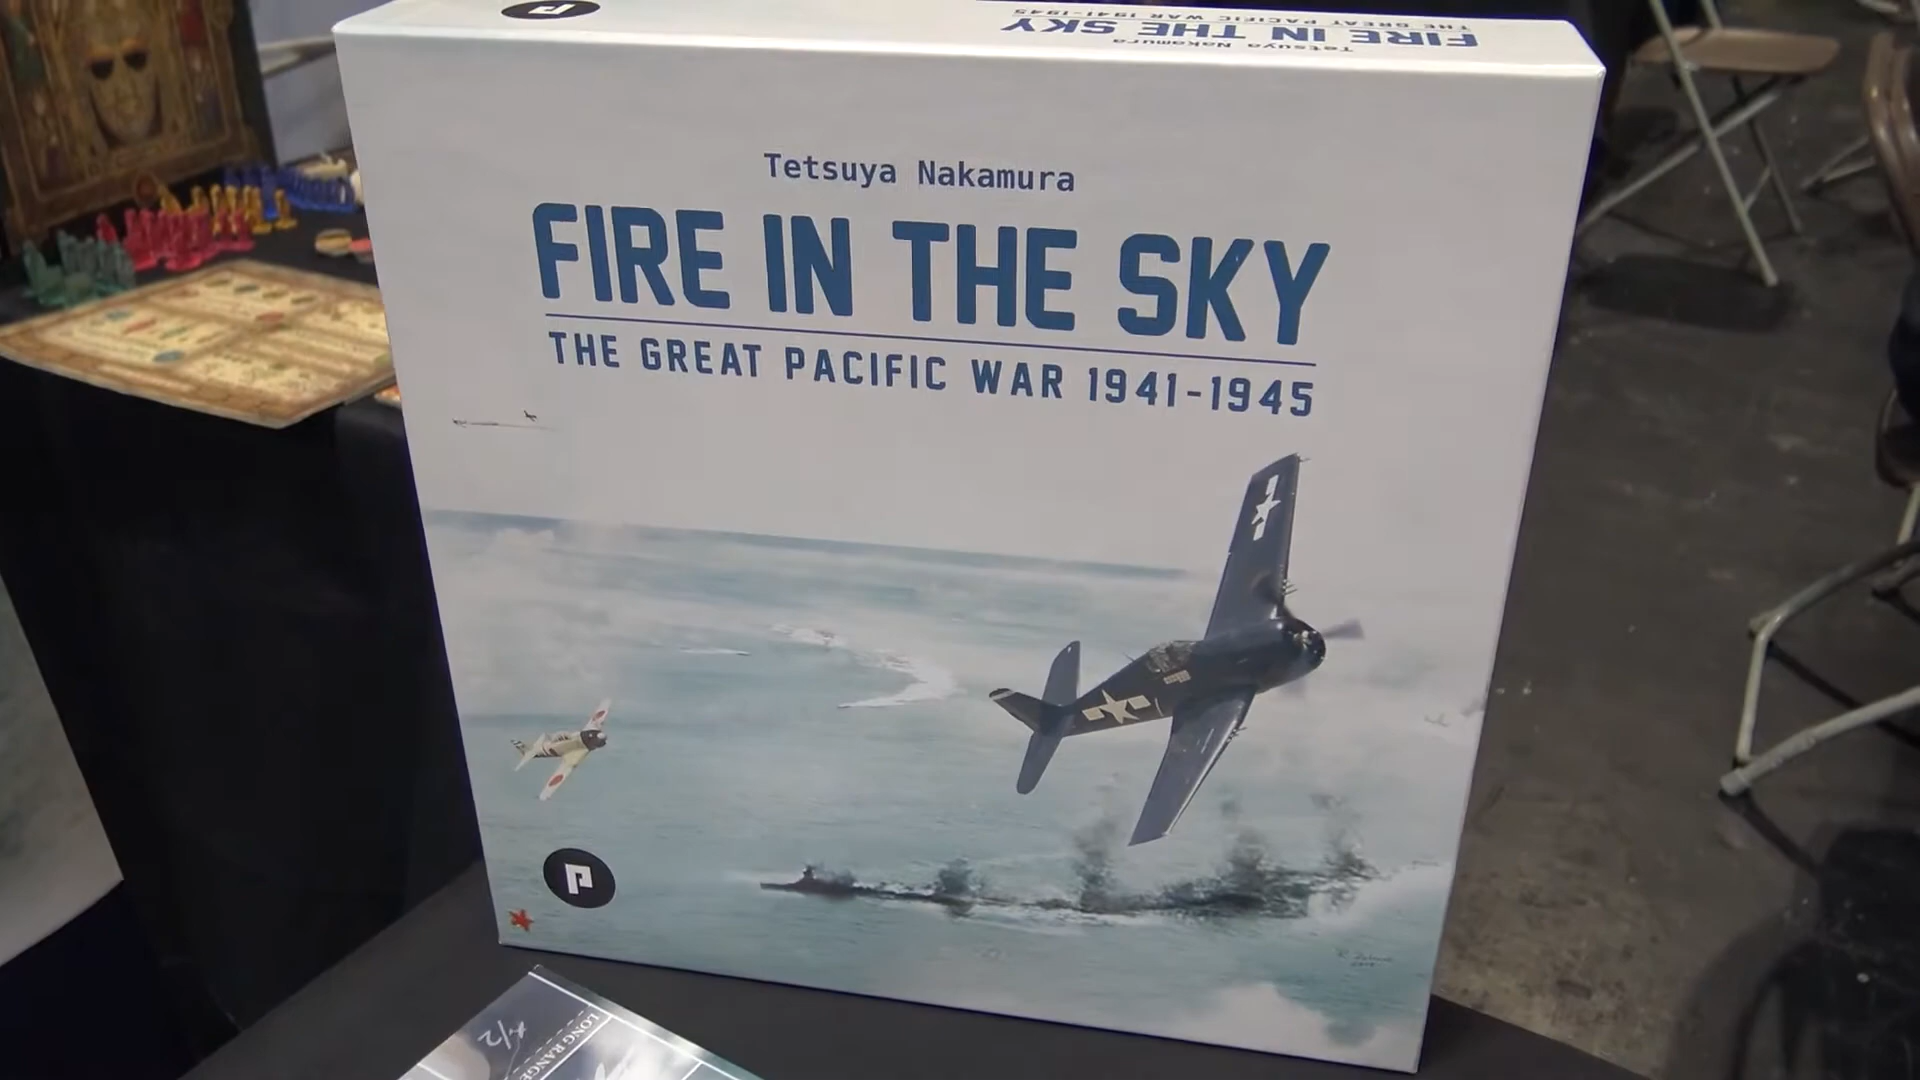 THE GREAT PACIFIC WAR 1941-1945
FIRE IN THE SKY
Tetsuya Nakamura
Tetsuya Nakamura
FIRE IN THE SKY
THE GREAT PACIFIC WAR 1941-1945
P
LONG RANGE